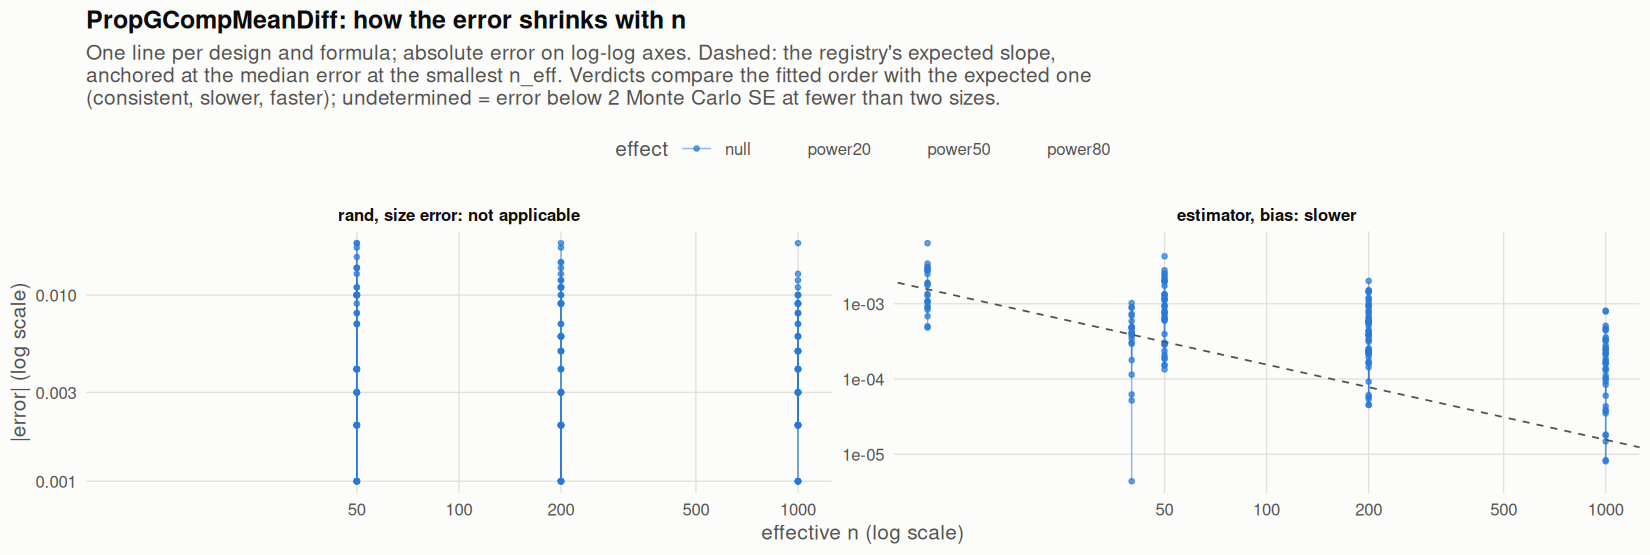 PropGCompMeanDiff: how the error shrinks with n
One line per design and formula; absolute error on log-log axes. Dashed: the registry's expected slope,
anchored at the median error at the smallest n_eff. Verdicts compare the fitted order with the expected one
(consistent, slower, faster); undetermined = error below 2 Monte Carlo SE at fewer than two sizes.
effect null power20 power50 power80
rand, size error: not applicable
estimator, bias: slower
|error| (log scale)
0.010
0.003
0.001
1e-03
1e-04
1e-05
50 100 200 500 1000
50 100 200 500 1000
effective n (log scale)